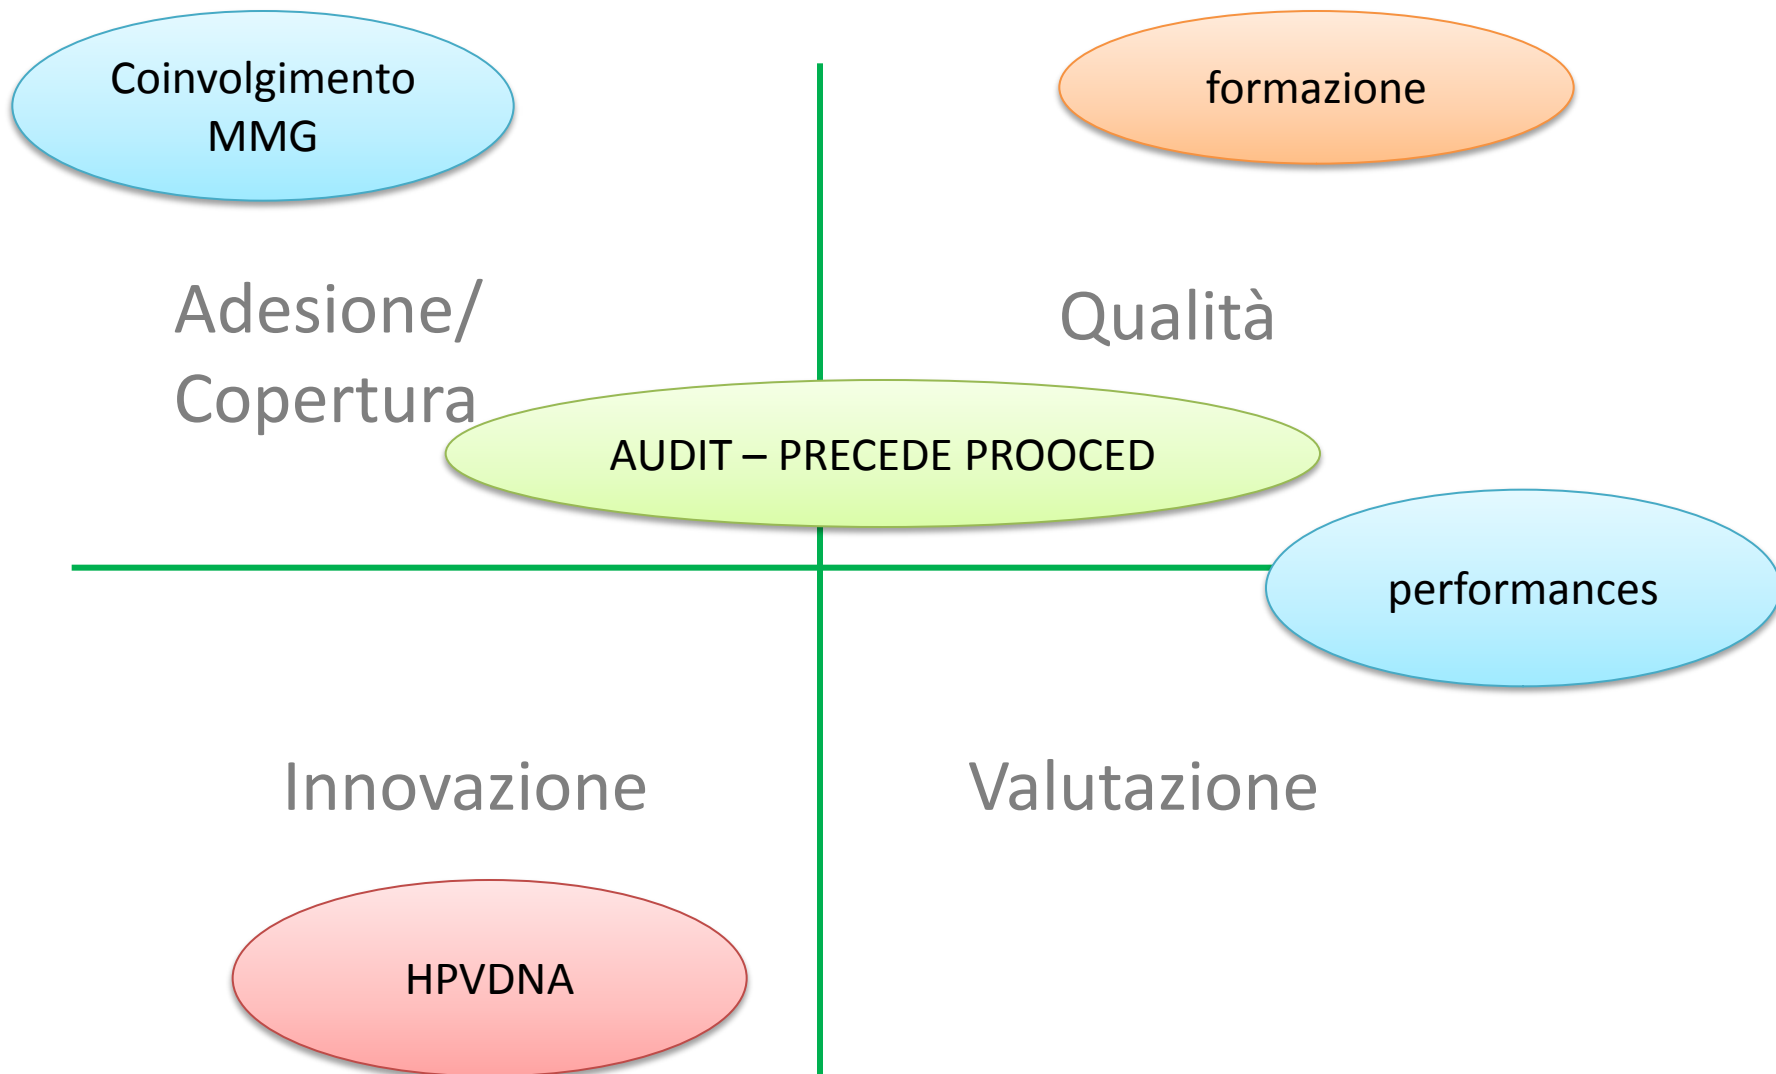 Coinvolgimento
MMG
formazione
Adesione/
Copertura
Qualità
AUDIT – PRECEDE PROOCED
performances
Innovazione
Valutazione
HPVDNA